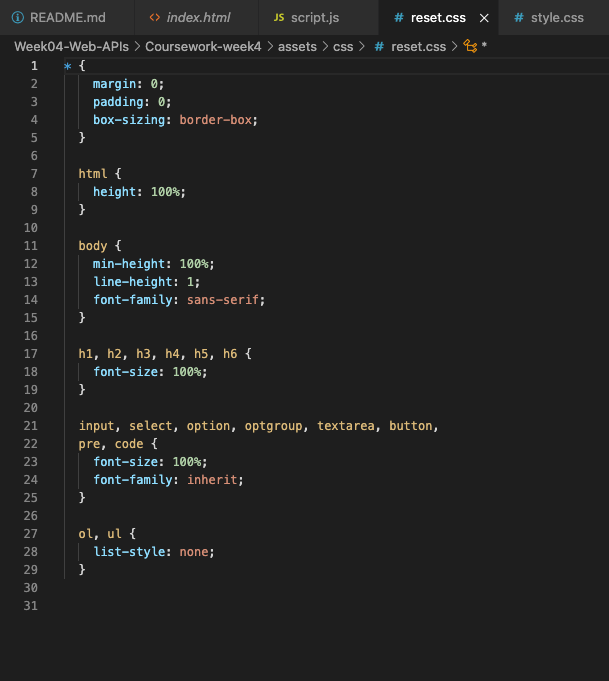 README.md index.html JS script.js # reset.css × # style.css
Week04-Web-APIs > Coursework-week4 > assets > css > # reset.css > *
1 * {
2 margin: 0;
3 padding: 0;
4 box-sizing: border-box;
5 }
6
7 html {
8 height: 100%;
9 }
10
11 body {
12 min-height: 100%;
13 line-height: 1;
14 font-family: sans-serif;
15 }
16
17 h1, h2, h3, h4, h5, h6 {
18 font-size: 100%;
19 }
20
21 input, select, option, optgroup, textarea, button,
22 pre, code {
23 font-size: 100%;
24 font-family: inherit;
25 }
26
27 ol, ul {
28 list-style: none;
29 }
30
31